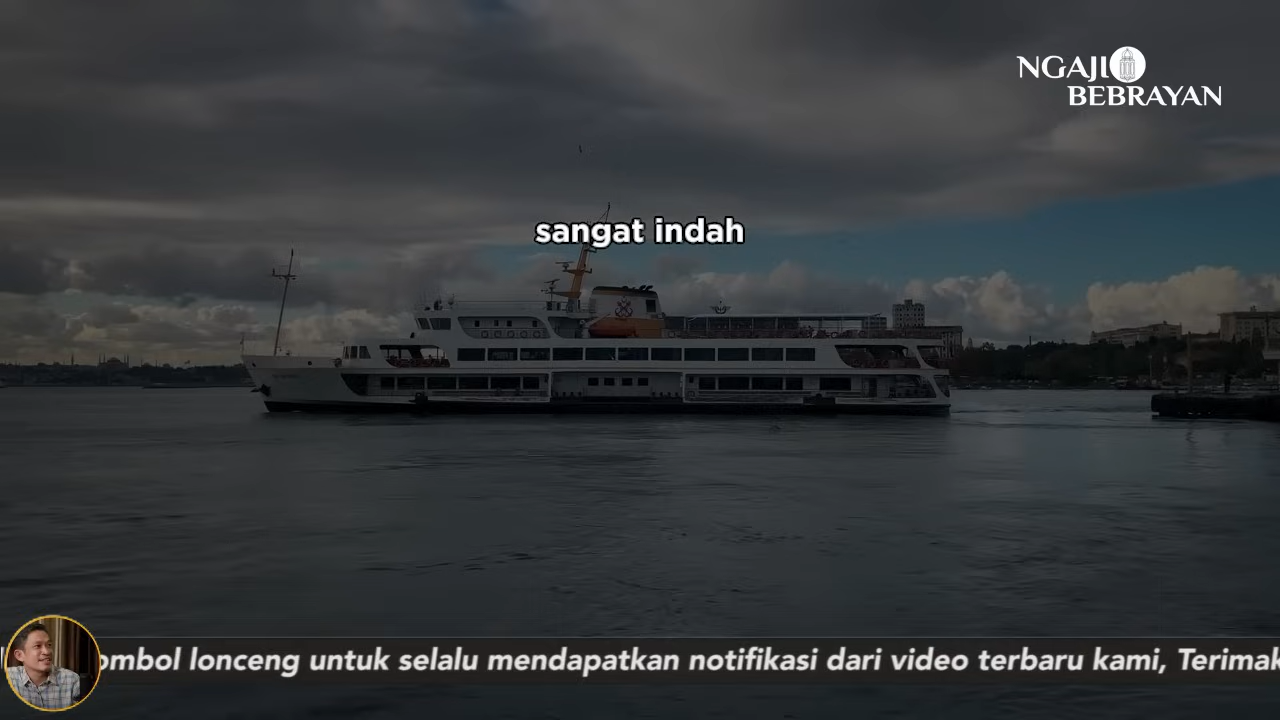 NGAJI
BEBRAYAN
sangat indah
ombol lonceng untuk selalu mendapatkan notifikasi dari video terbaru kami, Terimak